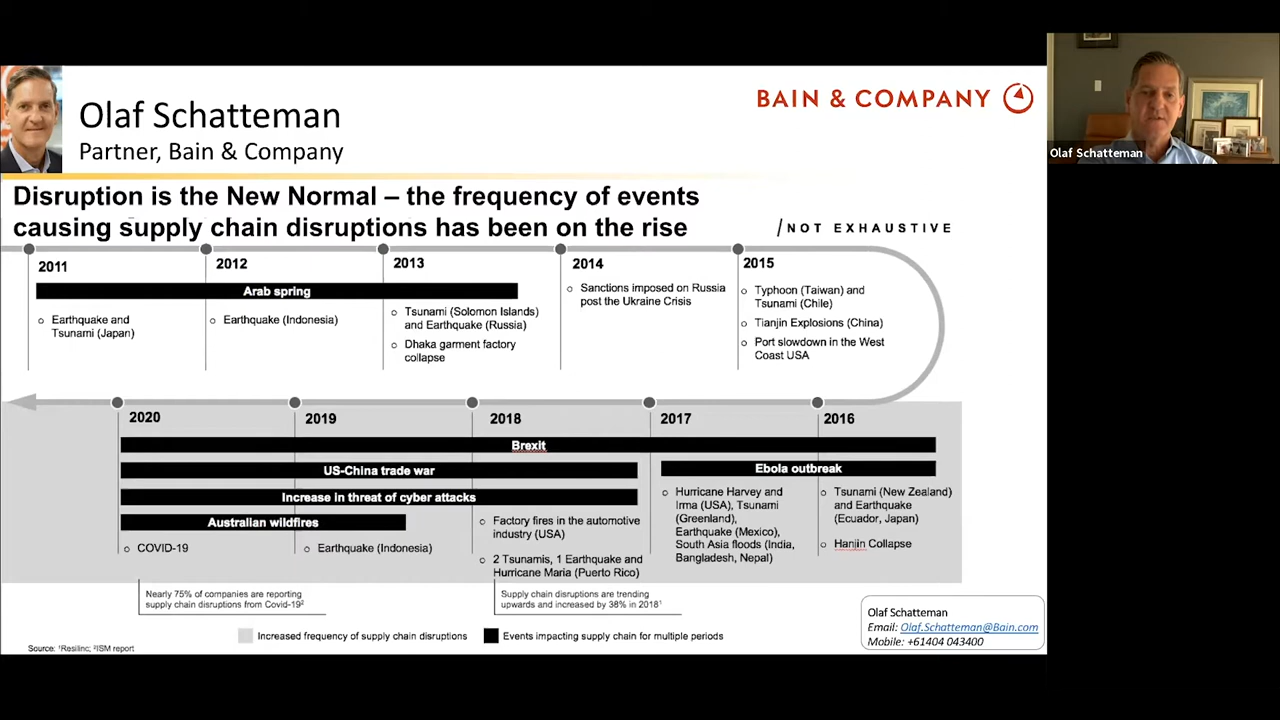 Olaf Schatteman
Partner, Bain & Company
BAIN & COMPANY
Olaf Schatteman
Disruption is the New Normal – the frequency of events
causing supply chain disruptions has been on the rise
/NOT EXHAUSTIVE
2011
2012
2013
2014
2015
Arab spring
Earthquake and
Tsunami (Japan)
Earthquake (Indonesia)
Tsunami (Solomon Islands)
and Earthquake (Russia)
Dhaka garment factory
collapse
Sanctions imposed on Russia
post the Ukraine Crisis
Typhoon (Taiwan) and
Tsunami (Chile)
Tianjin Explosions (China)
Port slowdown in the West
Coast USA
2020
2019
2018
2017
2016
Brexit
US-China trade war
Ebola outbreak
Increase in threat of cyber attacks
Australian wildfires
COVID-19
Earthquake (Indonesia)
Factory fires in the automotive
industry (USA)
2 Tsunamis, 1 Earthquake and
Hurricane Maria (Puerto Rico)
Hurricane Harvey and
Irma (USA), Tsunami
(Greenland),
Earthquake (Mexico),
South Asia floods (India,
Bangladesh, Nepal)
Tsunami (New Zealand)
and Earthquake
(Ecuador, Japan)
Hanjin Collapse
Nearly 75% of companies are reporting
supply chain disruptions from Covid-19²
Supply chain disruptions are trending
upwards and increased by 38% in 2018¹
Increased frequency of supply chain disruptions
Events impacting supply chain for multiple periods
Source: ¹Resilinc; ²ISM report
Olaf Schatteman
Email: Olaf.Schatteman@Bain.com
Mobile: +61404 043400